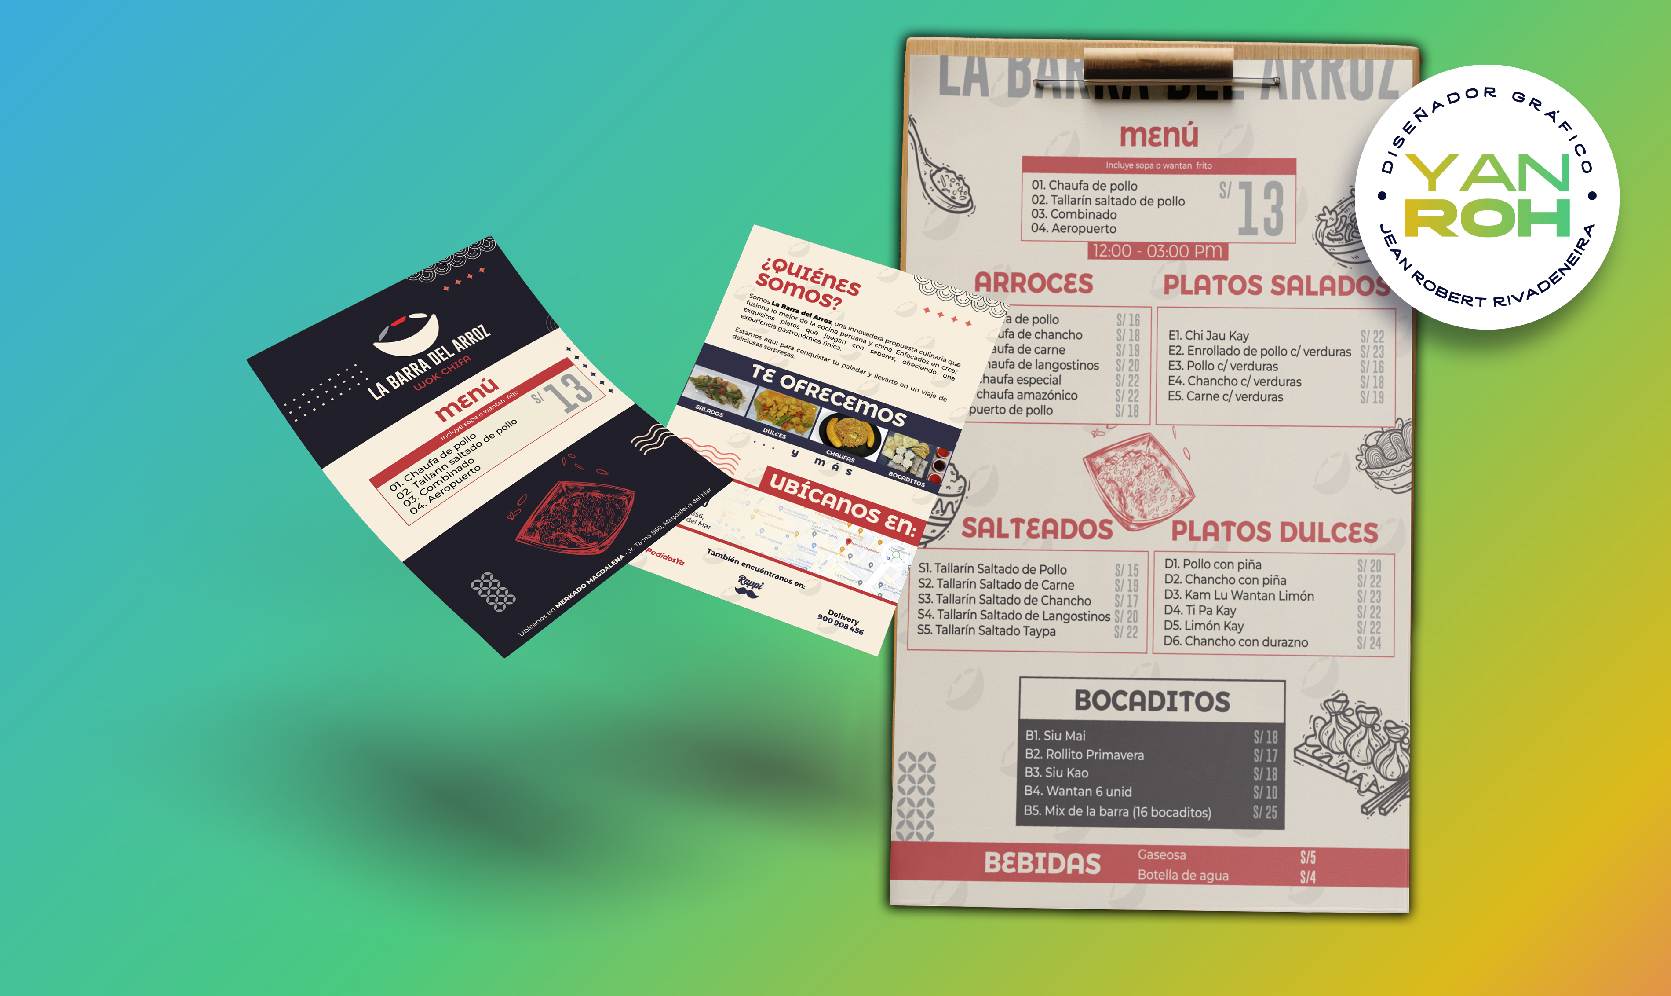 LA BARRA DEL ARROZ
WOK CHIFA
menú
Incluye sopa o wantan frito
01. Chaufa de pollo
02. Tallarín saltado de pollo
03. Combinado
04. Aeropuerto
S/ 13
Ubícanos en MERKADO MAGDALENA
¿QUIÉNES
SOMOS?
Somos La Barra del Arroz, una innovadora propuesta culinaria que
fusiona lo mejor de la cocina peruana y china. Enfocados en crear
exquisitos platos que juegan con sabores, ofreciendo una
experiencia gastronómica única.
Estamos aquí para conquistar tu paladar y llevarte en un viaje de
deliciosas sorpresas.
TE OFRECEMOS
SALADOS
DULCES
CHAUFAS
BOCADITOS
. . . y más
UBÍCANOS EN:
del Mar
PedidosYa
También encuéntranos en:
Rappi
Delivery
900 908 456
LA BARRA DEL ARROZ
menú
Incluye sopa o wantan frito
01. Chaufa de pollo
02. Tallarín saltado de pollo
03. Combinado
04. Aeropuerto
S/ 13
12:00 - 03:00 PM
ARROCES
a de pollo S/ 16
ufa de chancho S/ 18
aufa de carne S/ 19
haufa de langostinos S/ 20
haufa especial S/ 22
chaufa amazónico S/ 22
puerto de pollo S/ 18
PLATOS SALADOS
E1. Chi Jau Kay S/ 22
E2. Enrollado de pollo c/ verduras S/ 23
E3. Pollo c/ verduras S/ 16
E4. Chancho c/ verduras S/ 18
E5. Carne c/ verduras S/ 19
SALTEADOS
S1. Tallarín Saltado de Pollo S/ 15
S2. Tallarín Saltado de Carne S/ 19
S3. Tallarín Saltado de Chancho S/ 17
S4. Tallarín Saltado de Langostinos S/ 20
S5. Tallarín Saltado Taypa S/ 22
PLATOS DULCES
D1. Pollo con piña S/ 20
D2. Chancho con piña S/ 22
D3. Kam Lu Wantan Limón S/ 23
D4. Ti Pa Kay S/ 22
D5. Limón Kay S/ 22
D6. Chancho con durazno S/ 24
BOCADITOS
B1. Siu Mai S/ 18
B2. Rollito Primavera S/ 17
B3. Siu Kao S/ 18
B4. Wantan 6 unid S/ 10
B5. Mix de la barra (16 bocaditos) S/ 25
BEBIDAS
Gaseosa S/5
Botella de agua S/4
DISEÑADOR GRÁFICO
YAN
ROH
JEAN ROBERT RIVADENEIRA